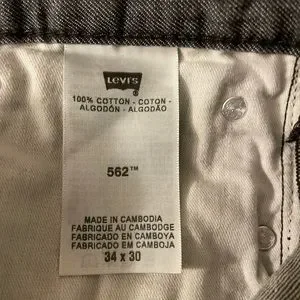 Levi's
®
100% COTTON - COTON -
ALGODÓN - ALGODÃO
562™
MADE IN CAMBODIA
FABRIQUE AU CAMBODGE
FABRICADO EN CAMBOYA
FABRICADO EM CAMBOJA
34 x 30